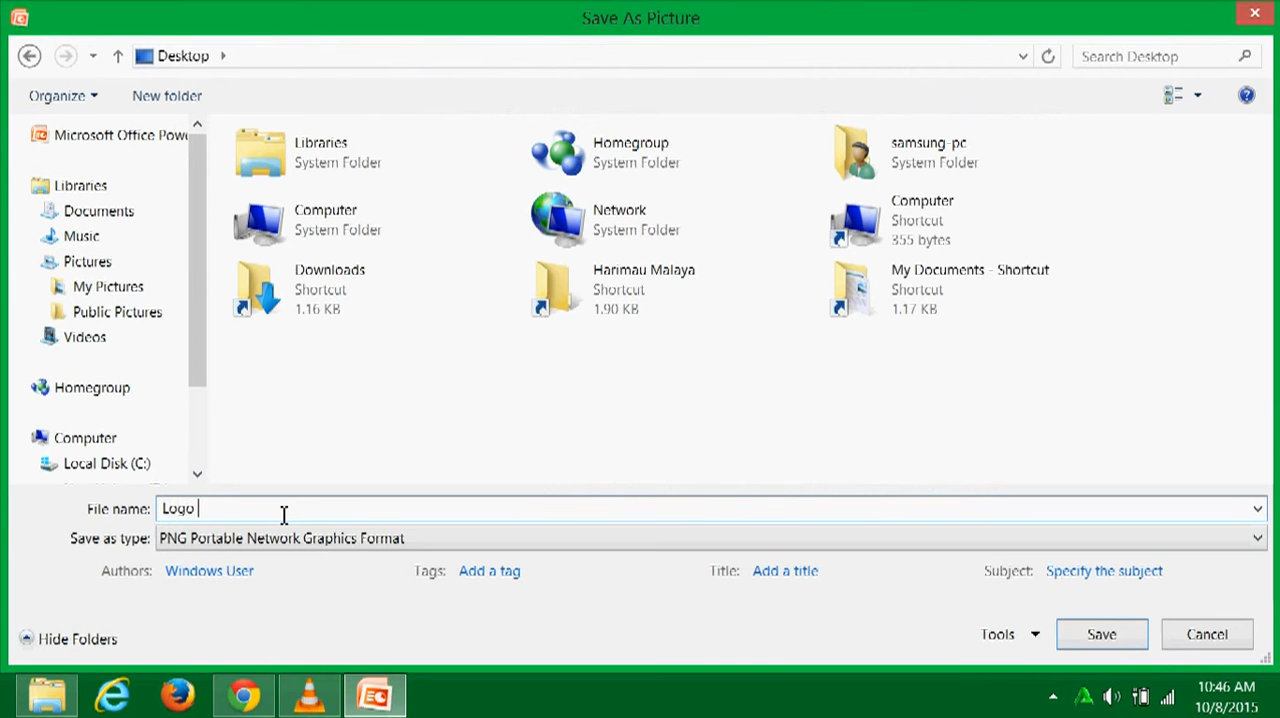 Save As Picture
Desktop
Search Desktop
Organize
New folder
Microsoft Office Pow
Libraries
Documents
Music
Pictures
My Pictures
Public Pictures
Videos
Homegroup
Computer
Local Disk (C:)
Libraries
System Folder
Homegroup
System Folder
samsung-pc
System Folder
Computer
System Folder
Network
System Folder
Computer
Shortcut
355 bytes
Downloads
Shortcut
1.16 KB
Harimau Malaya
Shortcut
1.90 KB
My Documents - Shortcut
Shortcut
1.17 KB
File name: Logo
Save as type: PNG Portable Network Graphics Format
Authors: Windows User Tags: Add a tag Title: Add a title Subject: Specify the subject
Hide Folders
Tools
Save
Cancel
10:46 AM
10/8/2015